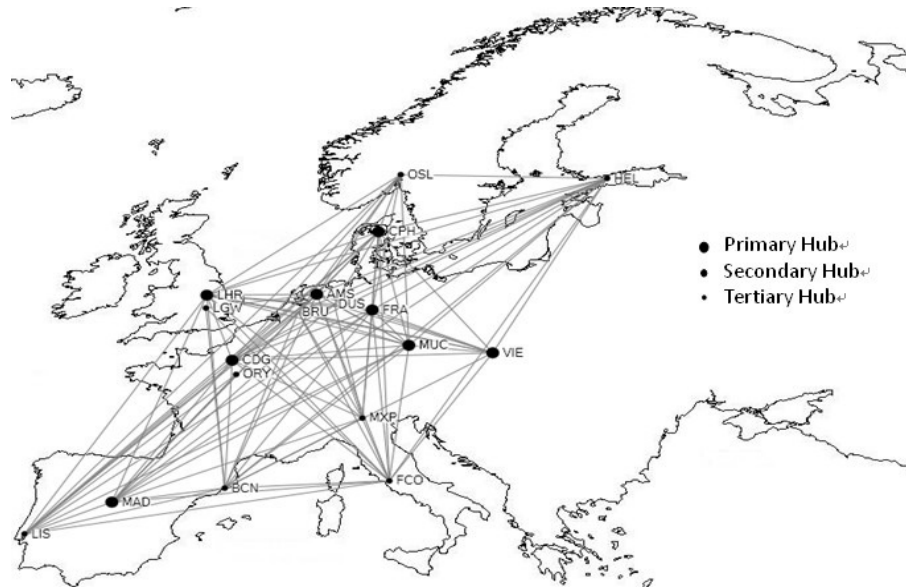 OSL
HEL
CPH
Primary Hub↵
Secondary Hub↵
Tertiary Hub↵
LHR
AMS
LGW
DUS
BRU
FRA
MUC
VIE
CDG
ORY
MXP
FCO
BCN
MAD
LIS